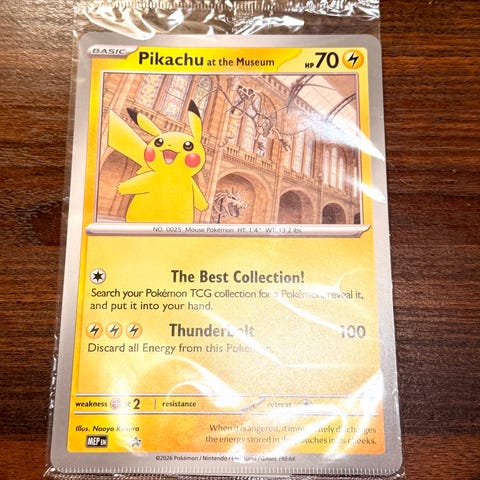 BASIC
Pikachu at the Museum HP 70
NO. 0025 Mouse Pokémon HT: 1'4" WT: 13.2 lbs.
The Best Collection!
Search your Pokémon TCG collection for a Pokémon, reveal it,
and put it into your hand.
Thunderbolt 100
Discard all Energy from this Pokémon.
weakness ×2 resistance retreat
Illus. Naoyo Kimura
When it is angered, it immediately discharges
the energy stored in the pouches in its cheeks.
MEP EN
©2026 Pokémon / Nintendo / Creatures / GAME FREAK